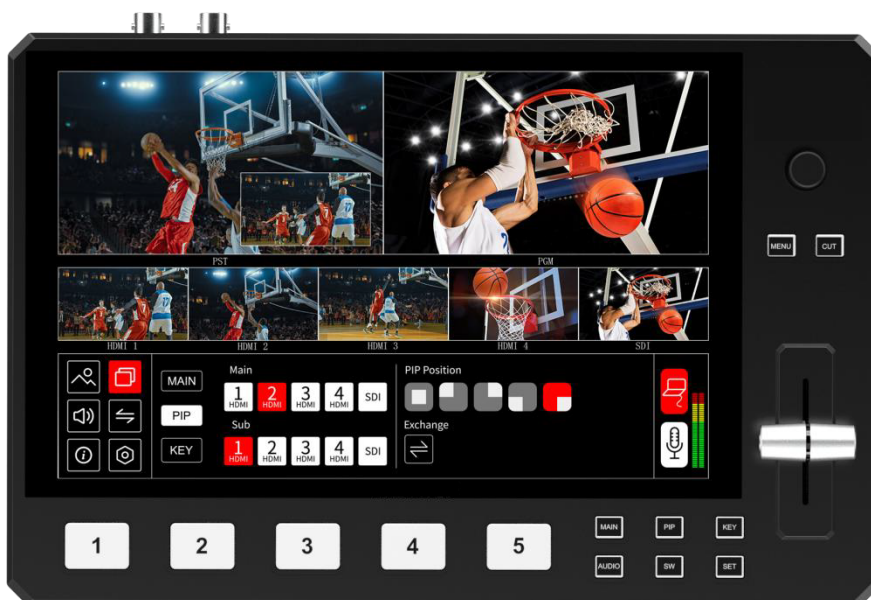 PST
PGM
HDMI 1
HDMI 2
HDMI 3
HDMI 4
SDI
MENU
CUT
Main
PIP Position
MAIN
1 HDMI
2 HDMI
3 HDMI
4 HDMI
SDI
PIP
Sub
Exchange
KEY
1 HDMI
2 HDMI
3 HDMI
4 HDMI
SDI
1
2
3
4
5
MAIN
PIP
KEY
AUDIO
SW
SET